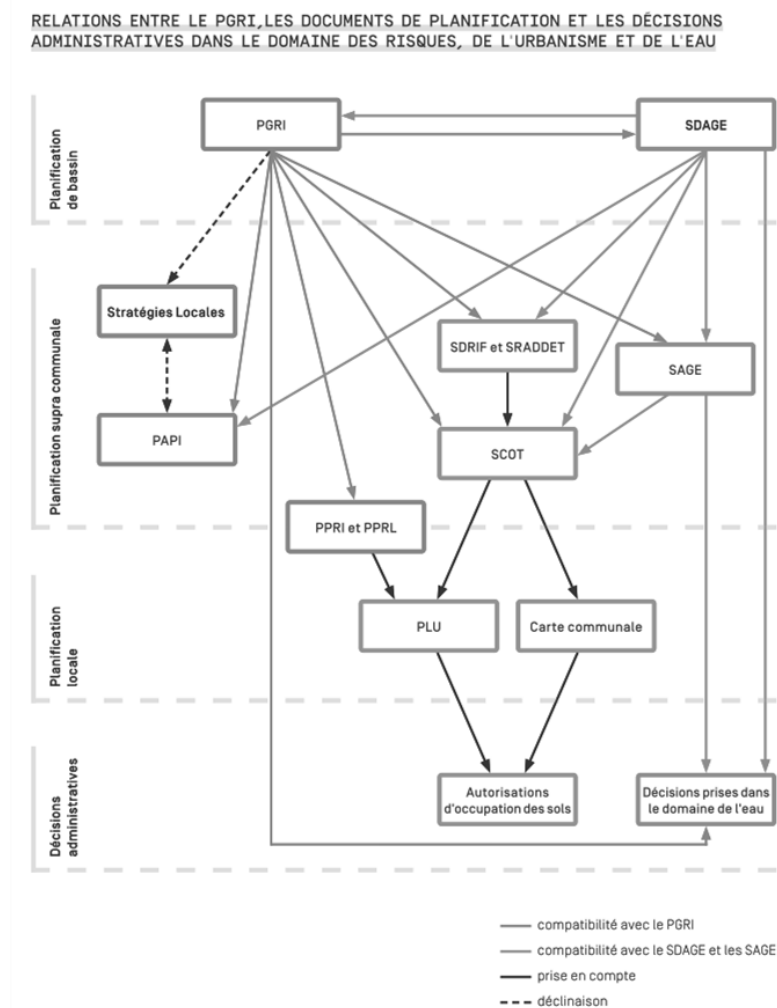 RELATIONS ENTRE LE PGRI,LES DOCUMENTS DE PLANIFICATION ET LES DÉCISIONS
ADMINISTRATIVES DANS LE DOMAINE DES RISQUES, DE L'URBANISME ET DE L'EAU
Planification
de bassin
PGRI
SDAGE
Planification supra communale
Stratégies Locales
SDRIF et SRADDET
SAGE
PAPI
SCOT
PPRI et PPRL
Planification
locale
PLU
Carte communale
Décisions
administratives
Autorisations
d'occupation des sols
Décisions prises dans
le domaine de l'eau
compatibilité avec le PGRI
compatibilité avec le SDAGE et les SAGE
prise en compte
déclinaison